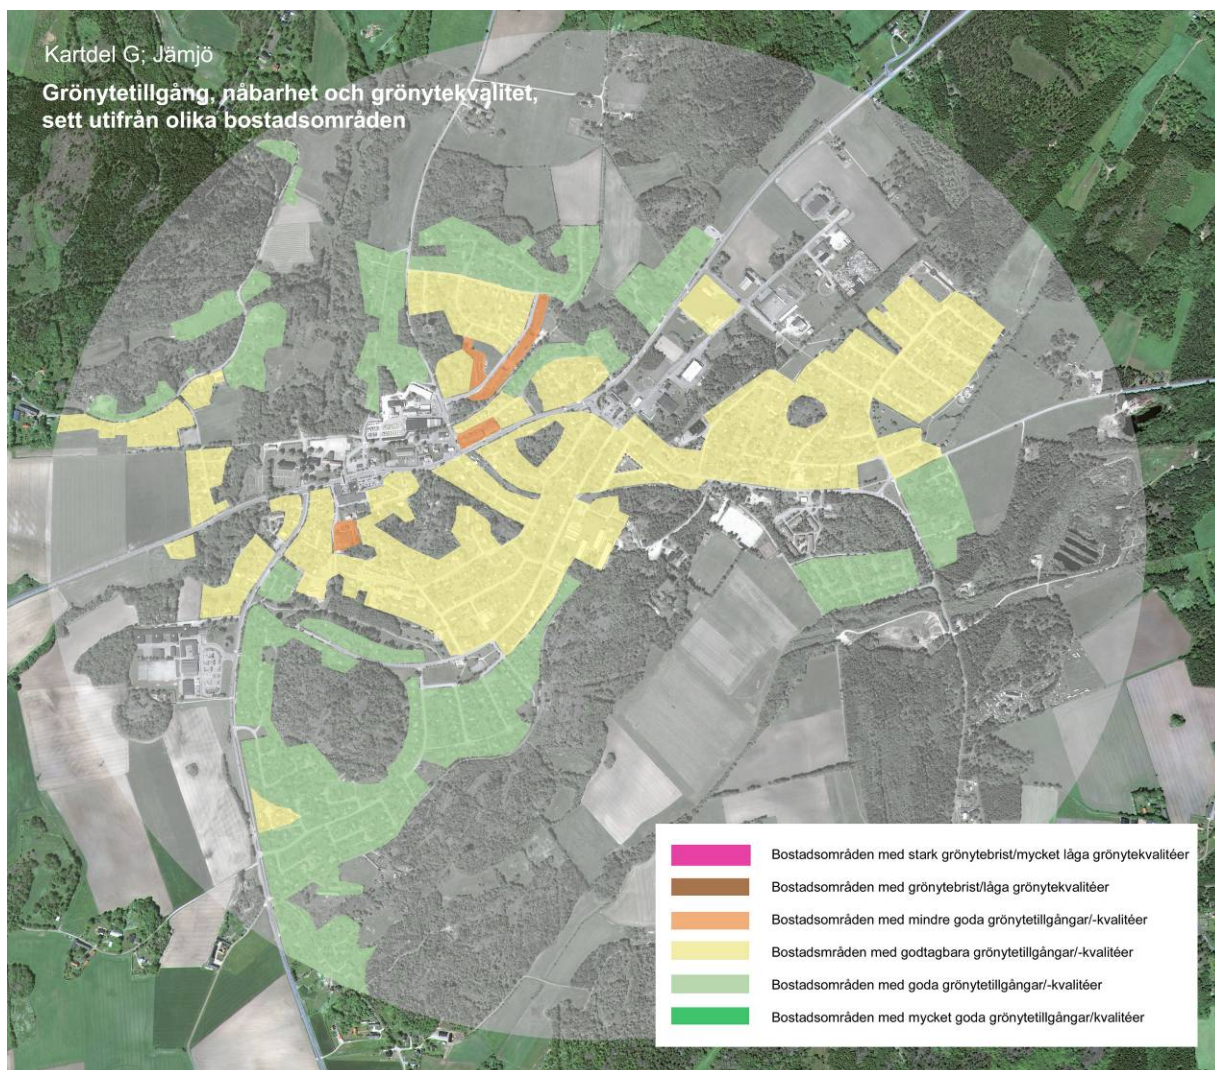 Kartdel G; Jämjö
Grönytetillgång, nåbarhet och grönytekvalitet,
sett utifrån olika bostadsområden
Bostadsområden med stark grönytebrist/mycket låga grönytekvalitéer
Bostadsområden med grönytebrist/låga grönytekvalitéer
Bostadsområden med mindre goda grönytetillgångar/-kvalitéer
Bostadsmråden med godtagbara grönytetillgångar/-kvalitéer
Bostadsområden med goda grönytetillgångar/-kvalitéer
Bostadsområden med mycket goda grönytetillgångar/kvalitéer